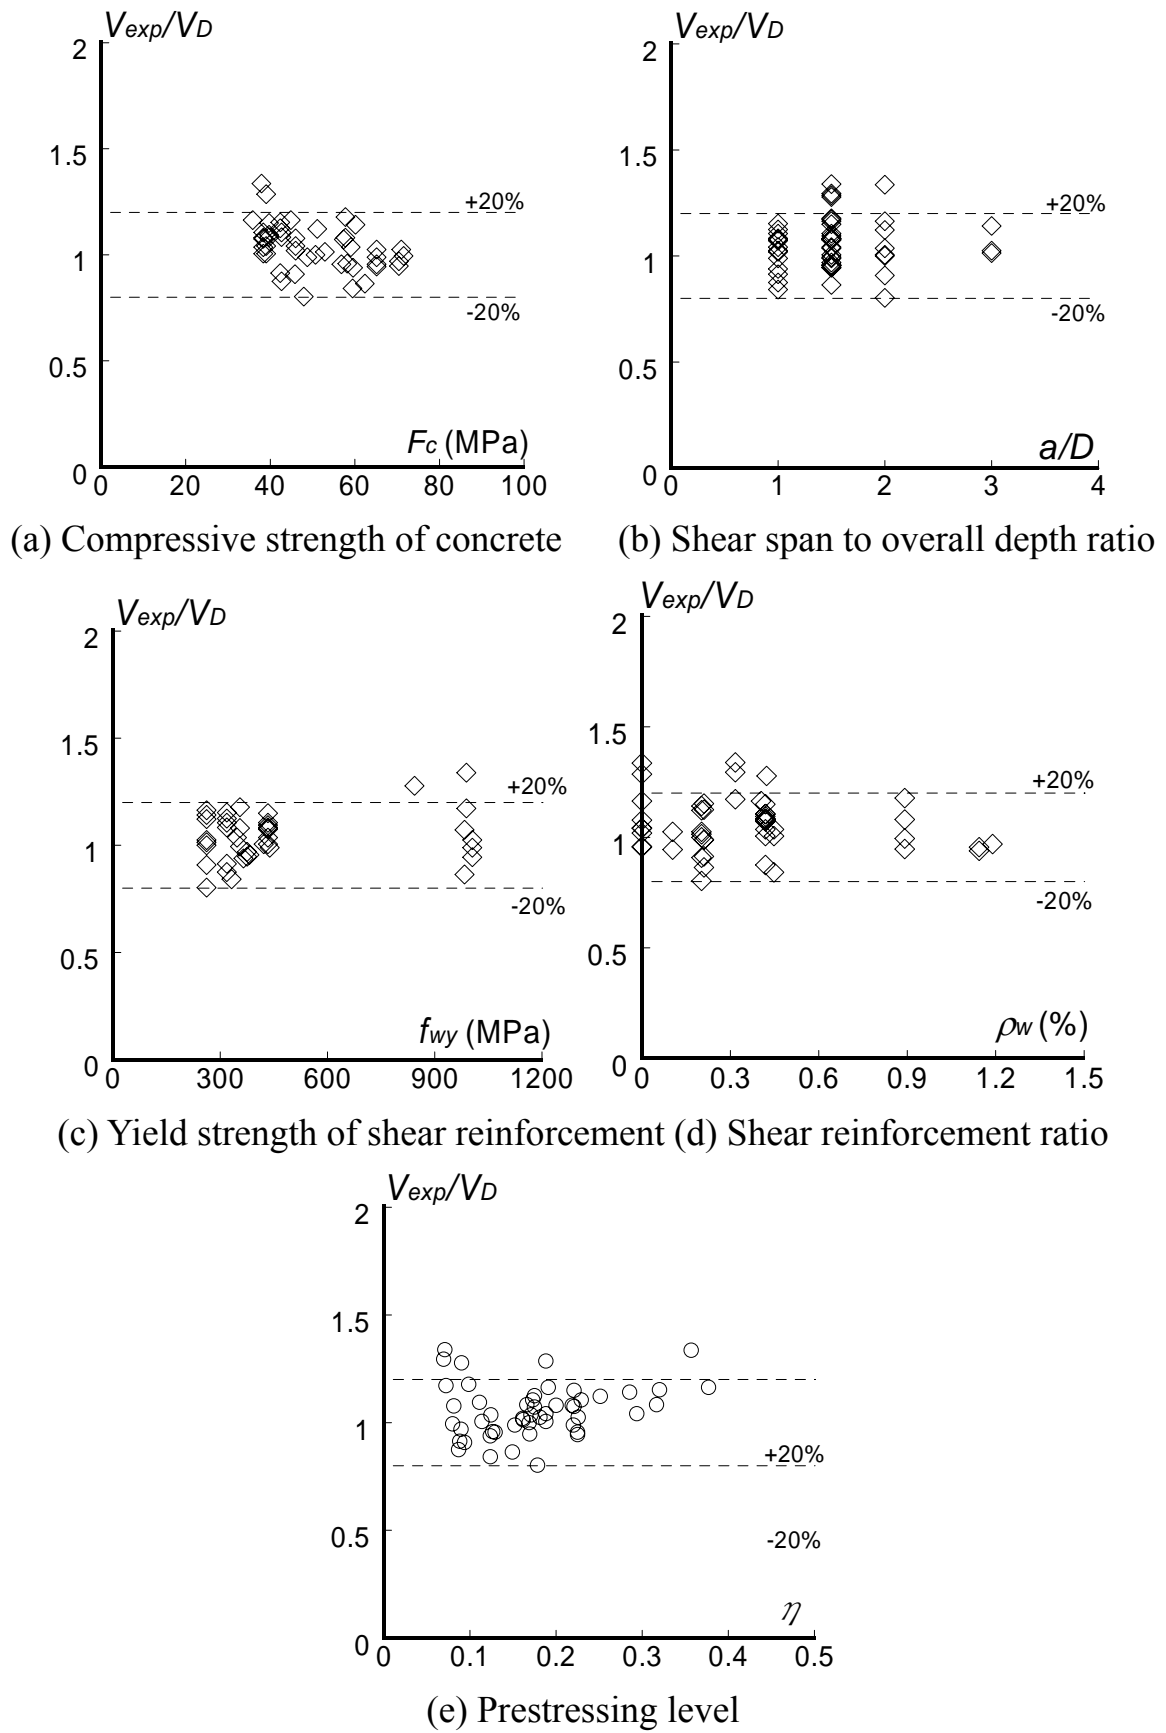 Vexp/VD
2
1.5
+20%
1
-20%
0.5
Fc (MPa)
0
0 20 40 60 80 100
(a) Compressive strength of concrete
Vexp/VD
2
1.5
+20%
1
-20%
0.5
a/D
0
0 1 2 3 4
(b) Shear span to overall depth ratio
Vexp/VD
2
1.5
+20%
1
-20%
0.5
fwy (MPa)
0
0 300 600 900 1200
(c) Yield strength of shear reinforcement
Vexp/VD
2
1.5
+20%
1
-20%
0.5
ρw (%)
0
0 0.3 0.6 0.9 1.2 1.5
(d) Shear reinforcement ratio
Vexp/VD
2
1.5
1
+20%
0.5
-20%
η
0
0 0.1 0.2 0.3 0.4 0.5
(e) Prestressing level